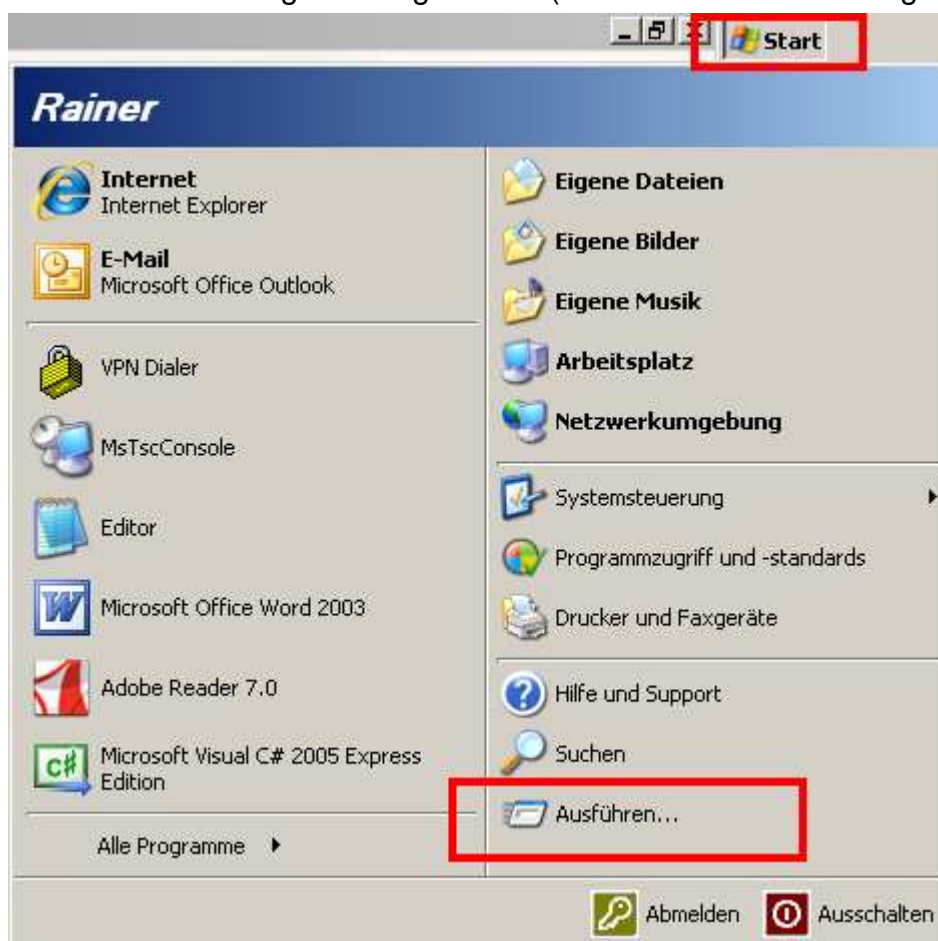 Start
Rainer
Internet
Internet Explorer
E-Mail
Microsoft Office Outlook
VPN Dialer
MsTscConsole
Editor
Microsoft Office Word 2003
Adobe Reader 7.0
Microsoft Visual C# 2005 Express
Edition
Alle Programme
Eigene Dateien
Eigene Bilder
Eigene Musik
Arbeitsplatz
Netzwerkumgebung
Systemsteuerung
Programmzugriff und -standards
Drucker und Faxgeräte
Hilfe und Support
Suchen
Ausführen...
Abmelden
Ausschalten